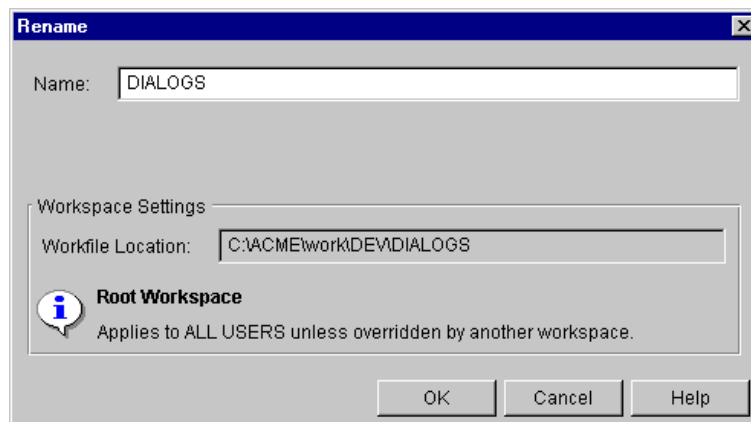 Rename
Name: DIALOGS
Workspace Settings
Workfile Location: C:\ACME\work\DEV\DIALOGS
Root Workspace
Applies to ALL USERS unless overridden by another workspace.
OK Cancel Help